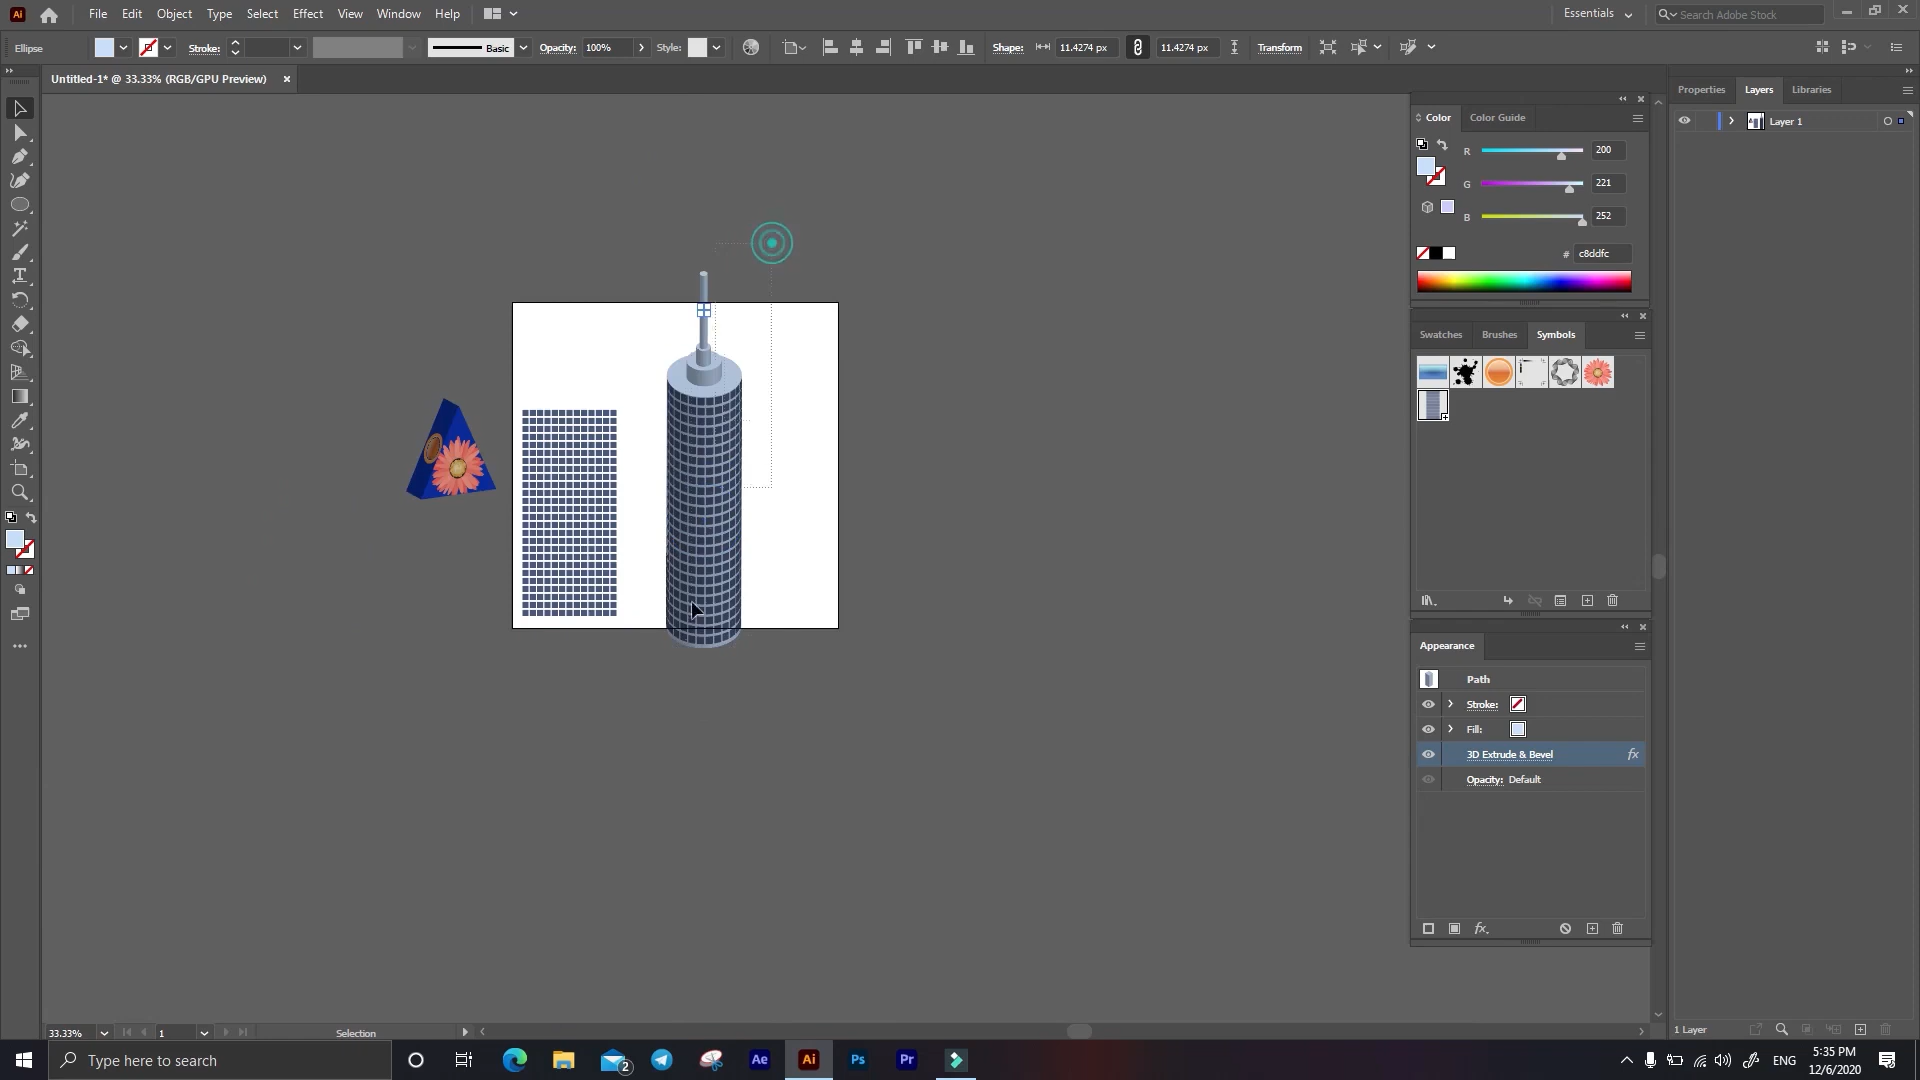 Ai File Edit Object Type Select Effect View Window Help Essentials Search Adobe Stock
Ellipse Stroke: Basic Opacity: 100% Style: Shape: 11.4274 px 11.4274 px Transform
Untitled-1* @ 33.33% (RGB/GPU Preview)
Properties Layers Libraries
Layer 1
Color Color Guide
R 200
G 221
B 252
# c8ddfc
Swatches Brushes Symbols
Appearance
Path
Stroke:
Fill:
3D Extrude & Bevel fx
Opacity: Default
fx
33.33% 1 Selection
1 Layer
Type here to search
2
Ae Ai Ps Pr
ENG
5:35 PM
12/6/2020